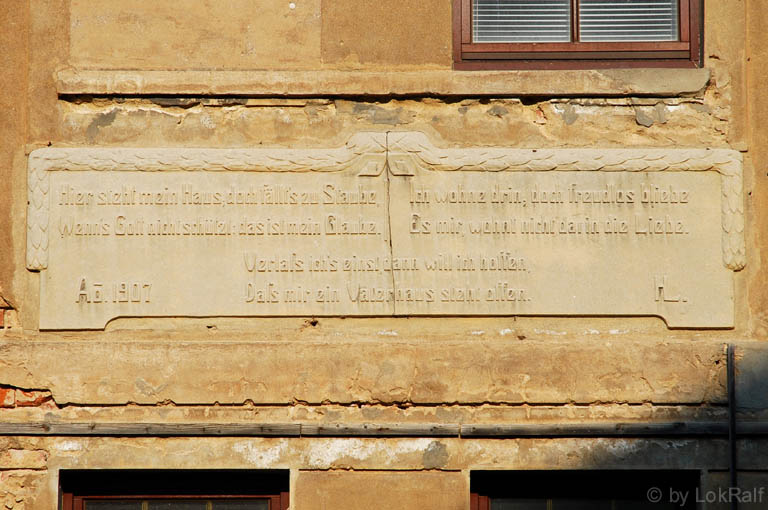 Hier steht mein Haus, doch fällt's zu Staube
Wenn's Gott nicht schützet: das ist mein Glaube.
Ich wohne drin; doch freudlos bliebe
Es mir, wohnt nicht darin die Liebe.
Verlaſs ich's einst, dann will ich hoffen,
Daſs mir ein Vaterhaus steht offen.
Ao. 1907
H
© by LokRalf